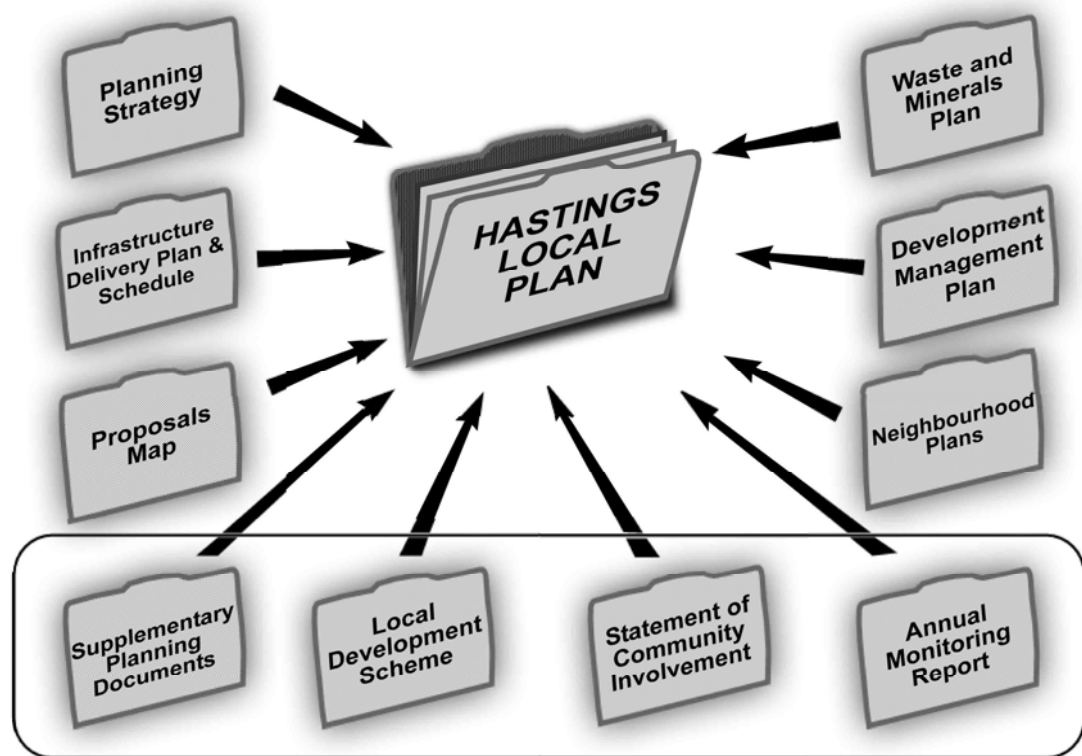 Planning
Strategy
Infrastructure
Delivery Plan &
Schedule
Proposals
Map
HASTINGS
LOCAL
PLAN
Waste and
Minerals
Plan
Development
Management
Plan
Neighbourhood
Plans
Supplementary
Planning
Documents
Local
Development
Scheme
Statement of
Community
Involvement
Annual
Monitoring
Report